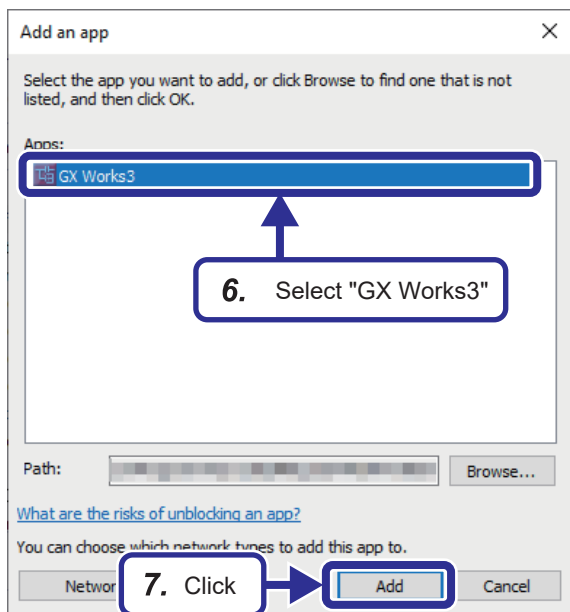 Add an app
Select the app you want to add, or click Browse to find one that is not
listed, and then click OK.
Apps:
GX Works3
6. Select "GX Works3"
Path:
Browse...
What are the risks of unblocking an app?
You can choose which network types to add this app to.
7. Click
Add
Cancel